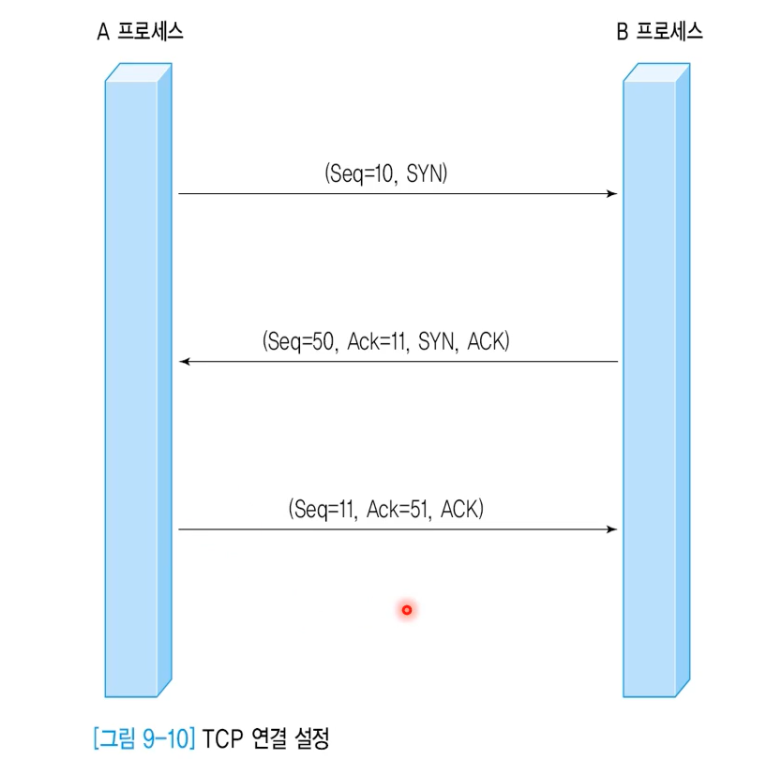 A 프로세스
B 프로세스
(Seq=10, SYN)
(Seq=50, Ack=11, SYN, ACK)
(Seq=11, Ack=51, ACK)
[그림 9-10] TCP 연결 설정